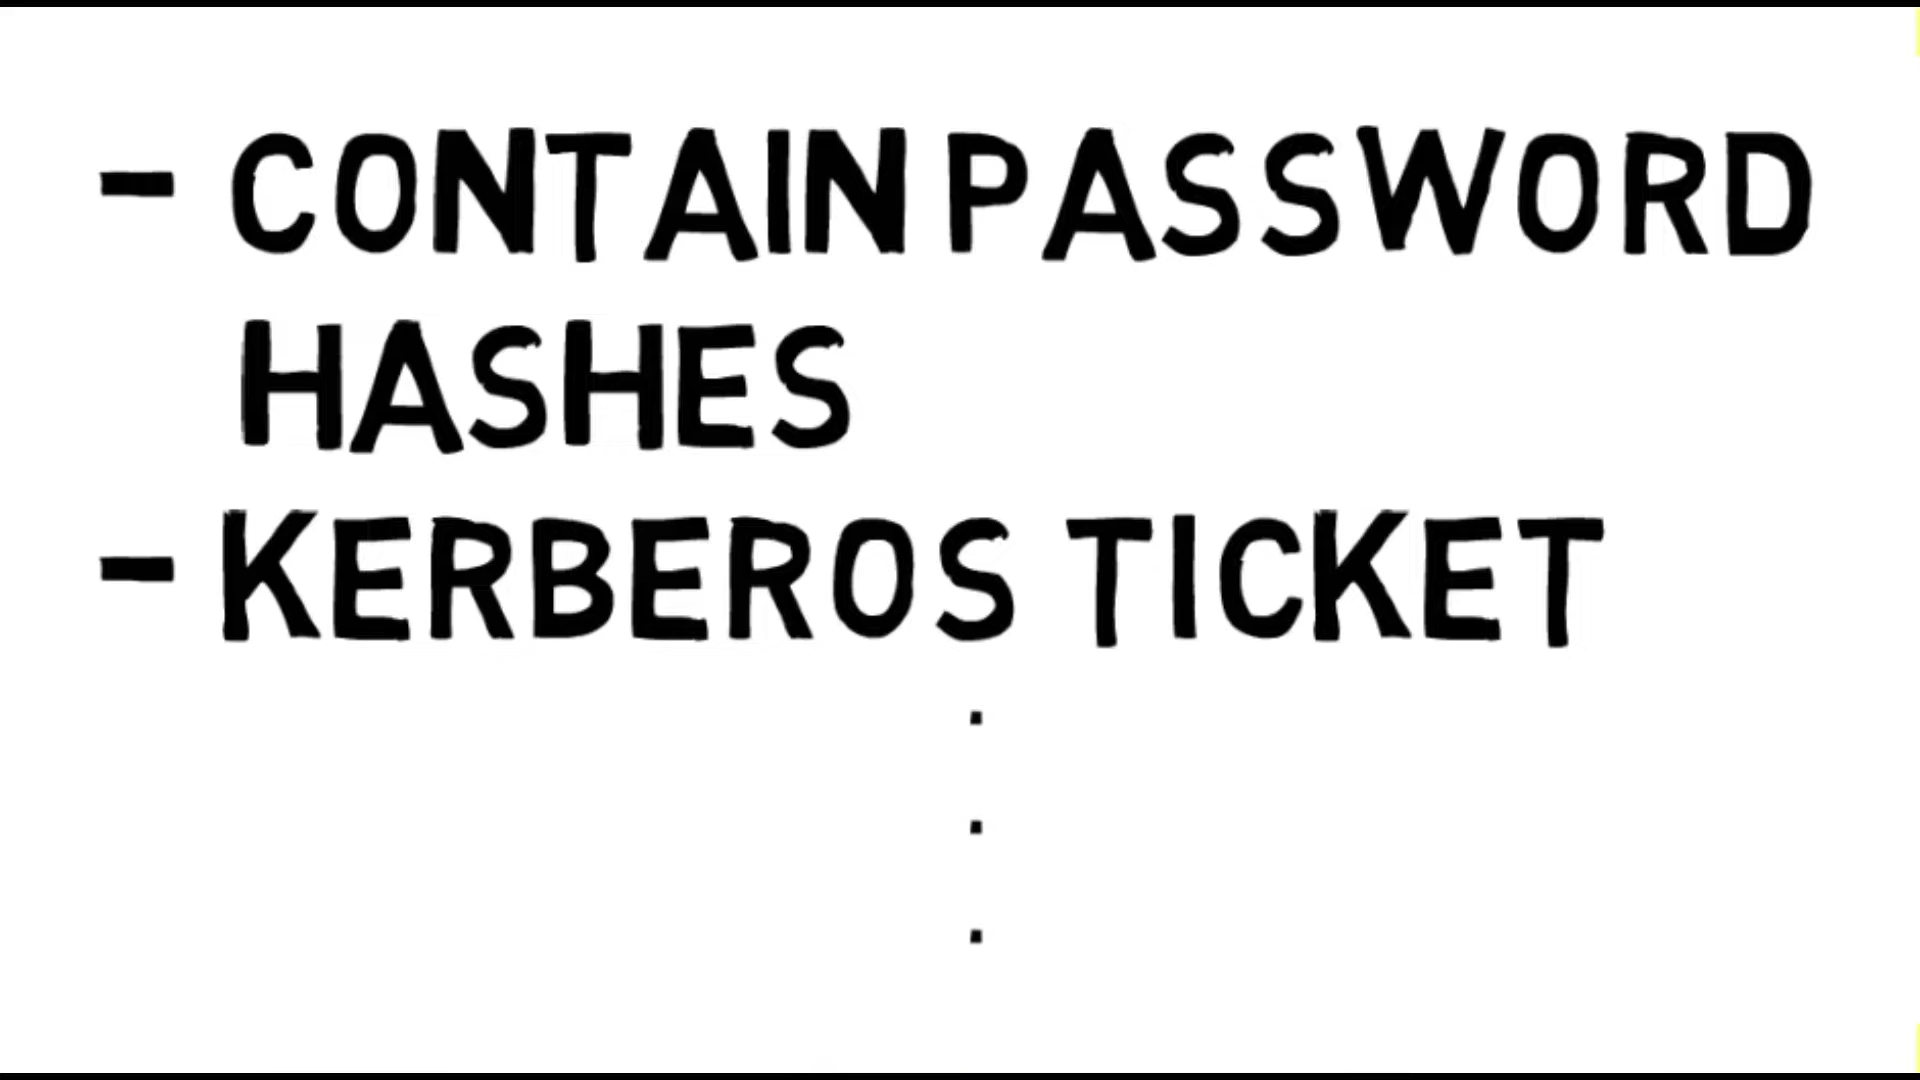 - CONTAIN PASSWORD
HASHES
- KERBEROS TICKET
.
.
.